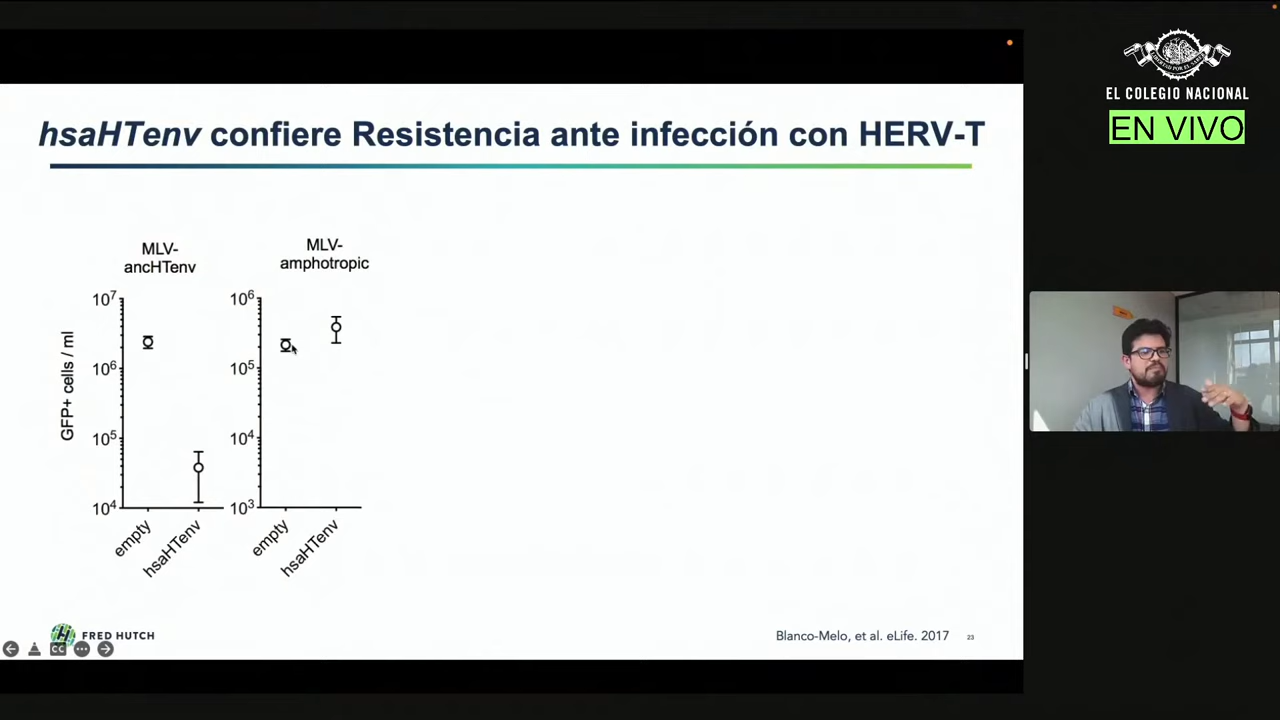 EL COLEGIO NACIONAL
EN VIVO
hsaHTenv confiere Resistencia ante infección con HERV-T
MLV-
ancHTenv
MLV-
amphotropic
GFP+ cells / ml
10⁷
10⁶
10⁵
10⁴
10⁶
10⁵
10⁴
10³
empty
hsaHTenv
empty
hsaHTenv
FRED HUTCH
Blanco-Melo, et al. eLife. 2017
23
CC